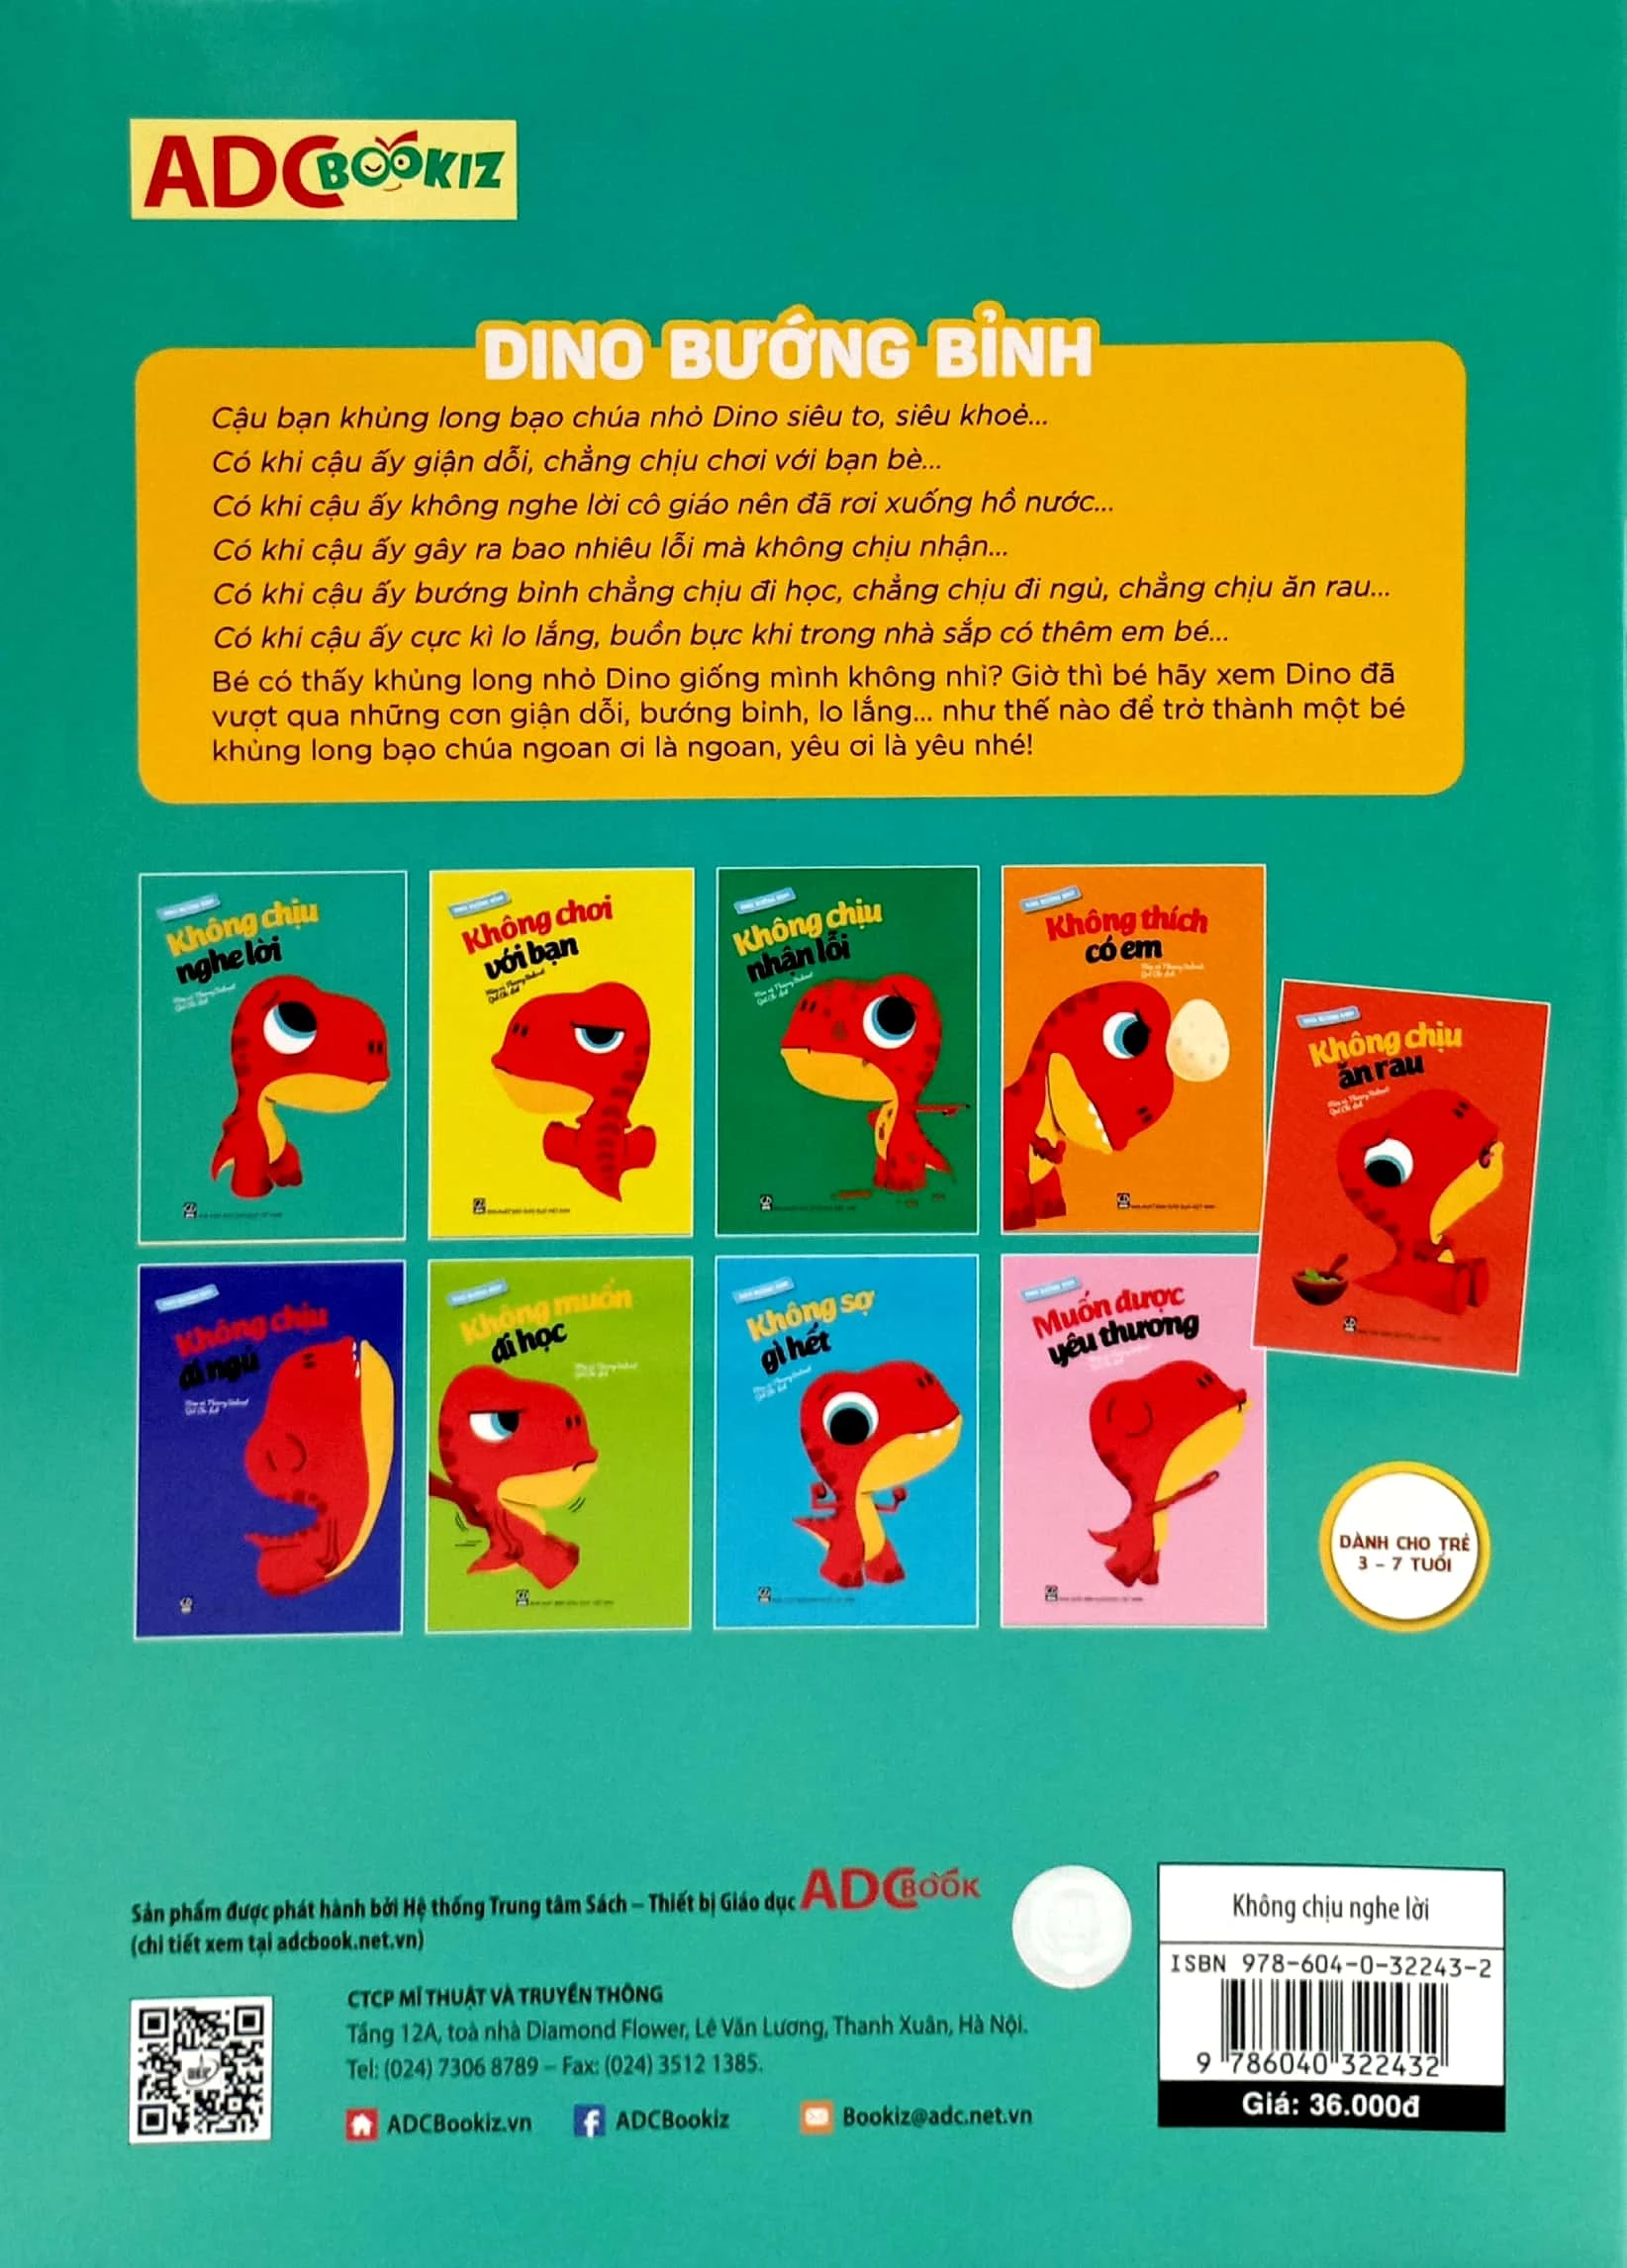 ADCBOOKIZ
DINO BƯỚNG BỈNH
Cậu bạn khủng long bạo chúa nhỏ Dino siêu to, siêu khoẻ...
Có khi cậu ấy giận dỗi, chẳng chịu chơi với bạn bè...
Có khi cậu ấy không nghe lời cô giáo nên đã rơi xuống hồ nước...
Có khi cậu ấy gây ra bao nhiêu lỗi mà không chịu nhận...
Có khi cậu ấy bướng bỉnh chẳng chịu đi học, chẳng chịu đi ngủ, chẳng chịu ăn rau...
Có khi cậu ấy cực kì lo lắng, buồn bực khi trong nhà sắp có thêm em bé...
Bé có thấy khủng long nhỏ Dino giống mình không nhỉ? Giờ thì bé hãy xem Dino đã
vượt qua những cơn giận dỗi, bướng bỉnh, lo lắng... như thế nào để trở thành một bé
khủng long bạo chúa ngoan ơi là ngoan, yêu ơi là yêu nhé!
Không chịu
nghe lời
Không chơi
với bạn
Không chịu
nhận lỗi
Không thích
có em
Không chịu
ăn rau
Không chịu
đi ngủ
Không muốn
đi học
Không sợ
gì hết
Muốn được
yêu thương
DÀNH CHO TRẺ
3 – 7 TUỔI
Sản phẩm được phát hành bởi Hệ thống Trung tâm Sách – Thiết bị Giáo dục ADCBOOK
(chi tiết xem tại adcbook.net.vn)
CTCP MĨ THUẬT VÀ TRUYỀN THÔNG
Tầng 12A, toà nhà Diamond Flower, Lê Văn Lương, Thanh Xuân, Hà Nội.
Tel: (024) 7306 8789 – Fax: (024) 3512 1385.
ADCBookiz.vn ADCBookiz Bookiz@adc.net.vn
Không chịu nghe lời
ISBN 978-604-0-32243-2
9 786040 322432
Giá: 36.000đ